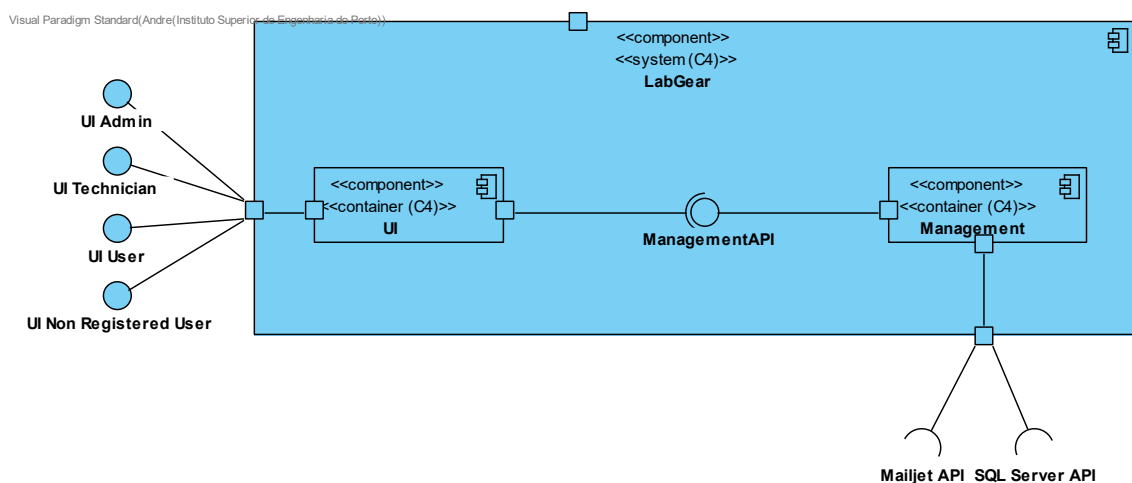 Visual Paradigm Standard(Andre(Instituto Superior de Engenharia do Porto))
<<component>>
<<system (C4)>>
LabGear
UI Admin
UI Technician
UI User
UI Non Registered User
<<component>>
<<container (C4)>>
UI
ManagementAPI
<<component>>
<<container (C4)>>
Management
Mailjet API
SQL Server API